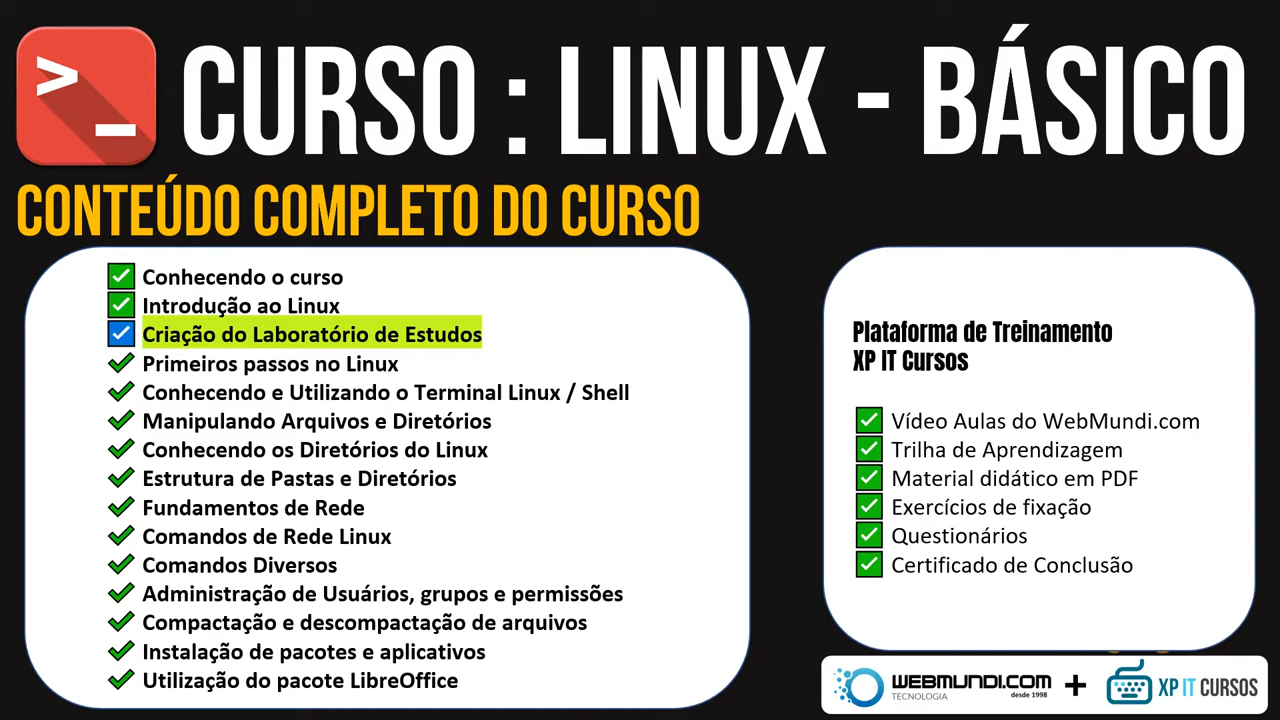 >_
CURSO : LINUX - BÁSICO
CONTEÚDO COMPLETO DO CURSO
Conhecendo o curso
Introdução ao Linux
Criação do Laboratório de Estudos
Primeiros passos no Linux
Conhecendo e Utilizando o Terminal Linux / Shell
Manipulando Arquivos e Diretórios
Conhecendo os Diretórios do Linux
Estrutura de Pastas e Diretórios
Fundamentos de Rede
Comandos de Rede Linux
Comandos Diversos
Administração de Usuários, grupos e permissões
Compactação e descompactação de arquivos
Instalação de pacotes e aplicativos
Utilização do pacote LibreOffice
Plataforma de Treinamento
XP IT Cursos
Vídeo Aulas do WebMundi.com
Trilha de Aprendizagem
Material didático em PDF
Exercícios de fixação
Questionários
Certificado de Conclusão
WEBMUNDI.COM
TECNOLOGIA desde 1998
+
XP IT CURSOS